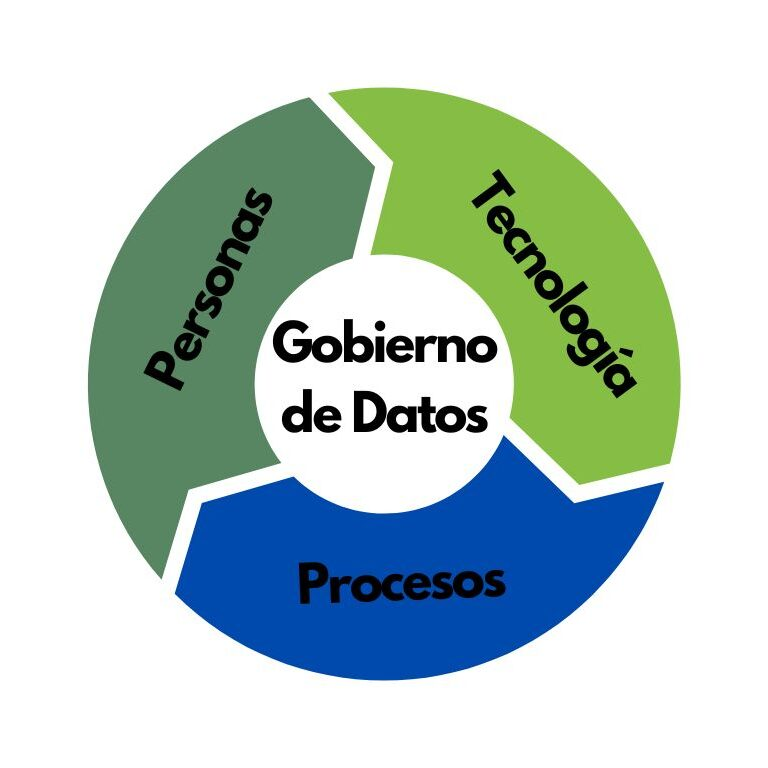 Personas
Tecnología
Gobierno
de Datos
Procesos